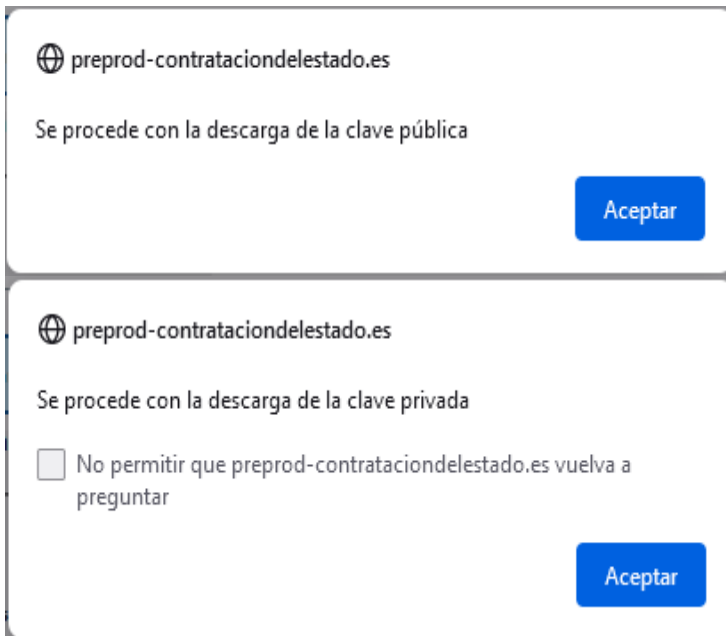 preprod-contrataciondelestado.es
Se procede con la descarga de la clave pública
Aceptar
preprod-contrataciondelestado.es
Se procede con la descarga de la clave privada
No permitir que preprod-contrataciondelestado.es vuelva a
preguntar
Aceptar